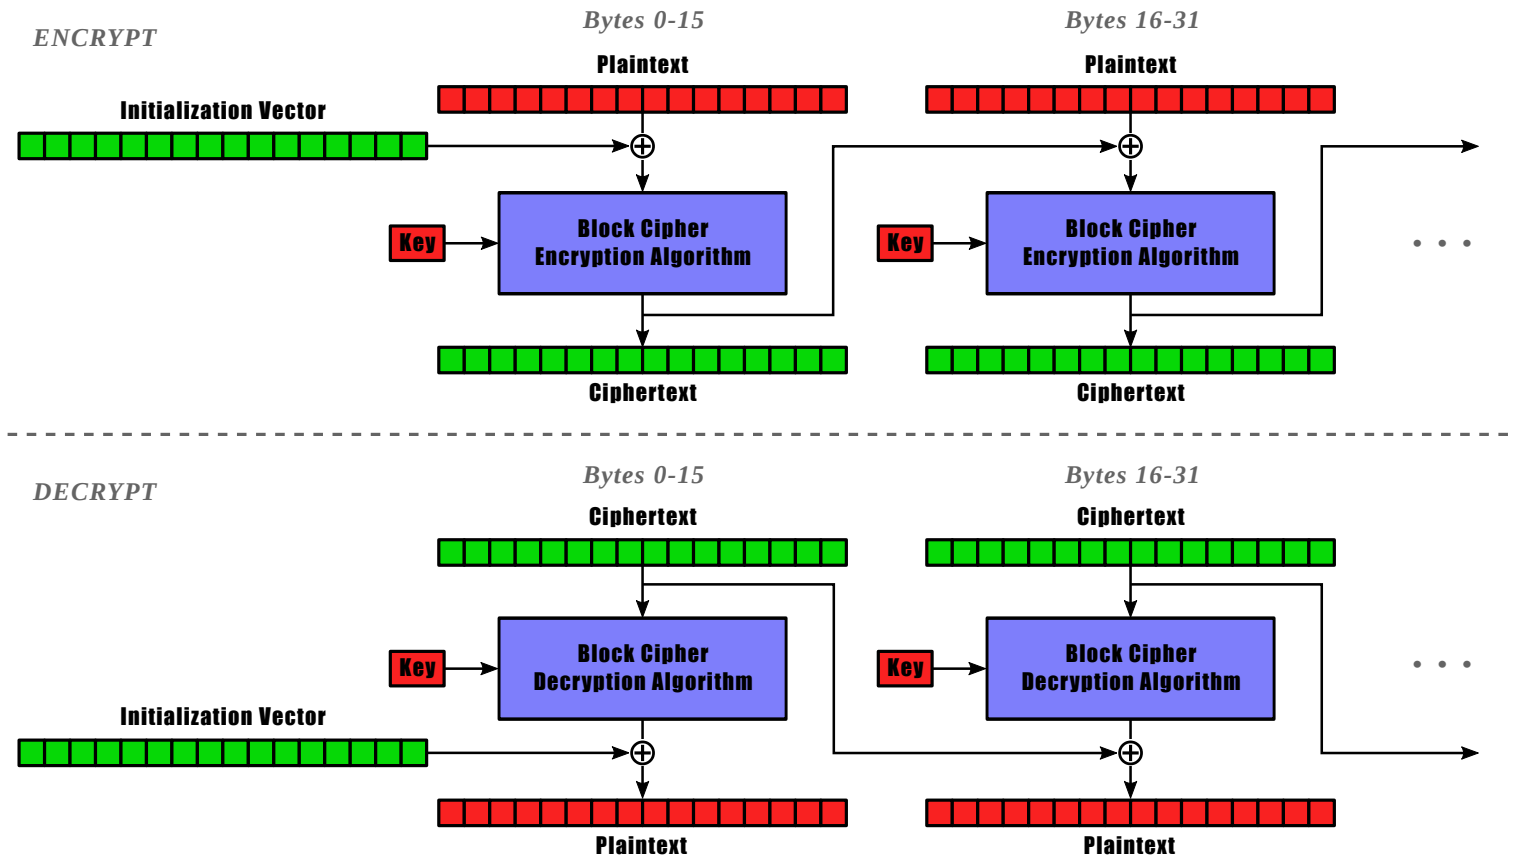 ENCRYPT
Bytes 0-15
Bytes 16-31
Plaintext
Plaintext
Initialization Vector
Key
Block Cipher
Encryption Algorithm
Key
Block Cipher
Encryption Algorithm
. . .
Ciphertext
Ciphertext
DECRYPT
Bytes 0-15
Bytes 16-31
Ciphertext
Ciphertext
Key
Block Cipher
Decryption Algorithm
Key
Block Cipher
Decryption Algorithm
. . .
Initialization Vector
Plaintext
Plaintext